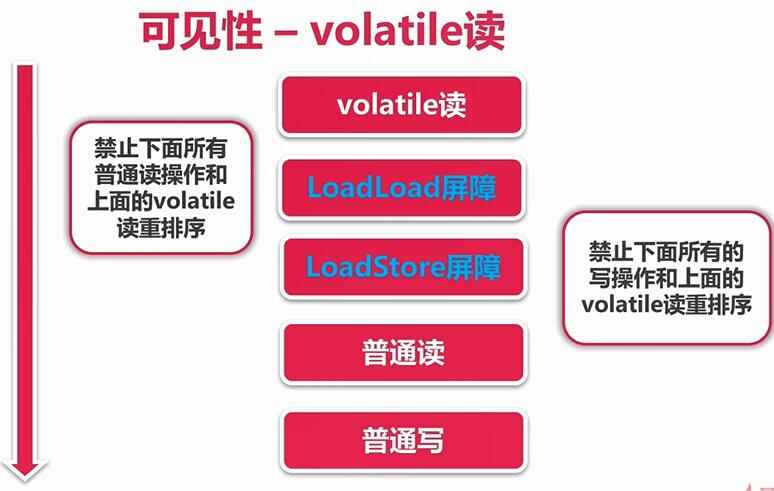 可见性 – volatile读
volatile读
禁止下面所有
普通读操作和
上面的volatile
读重排序
LoadLoad屏障
LoadStore屏障
禁止下面所有的
写操作和上面的
volatile读重排序
普通读
普通写